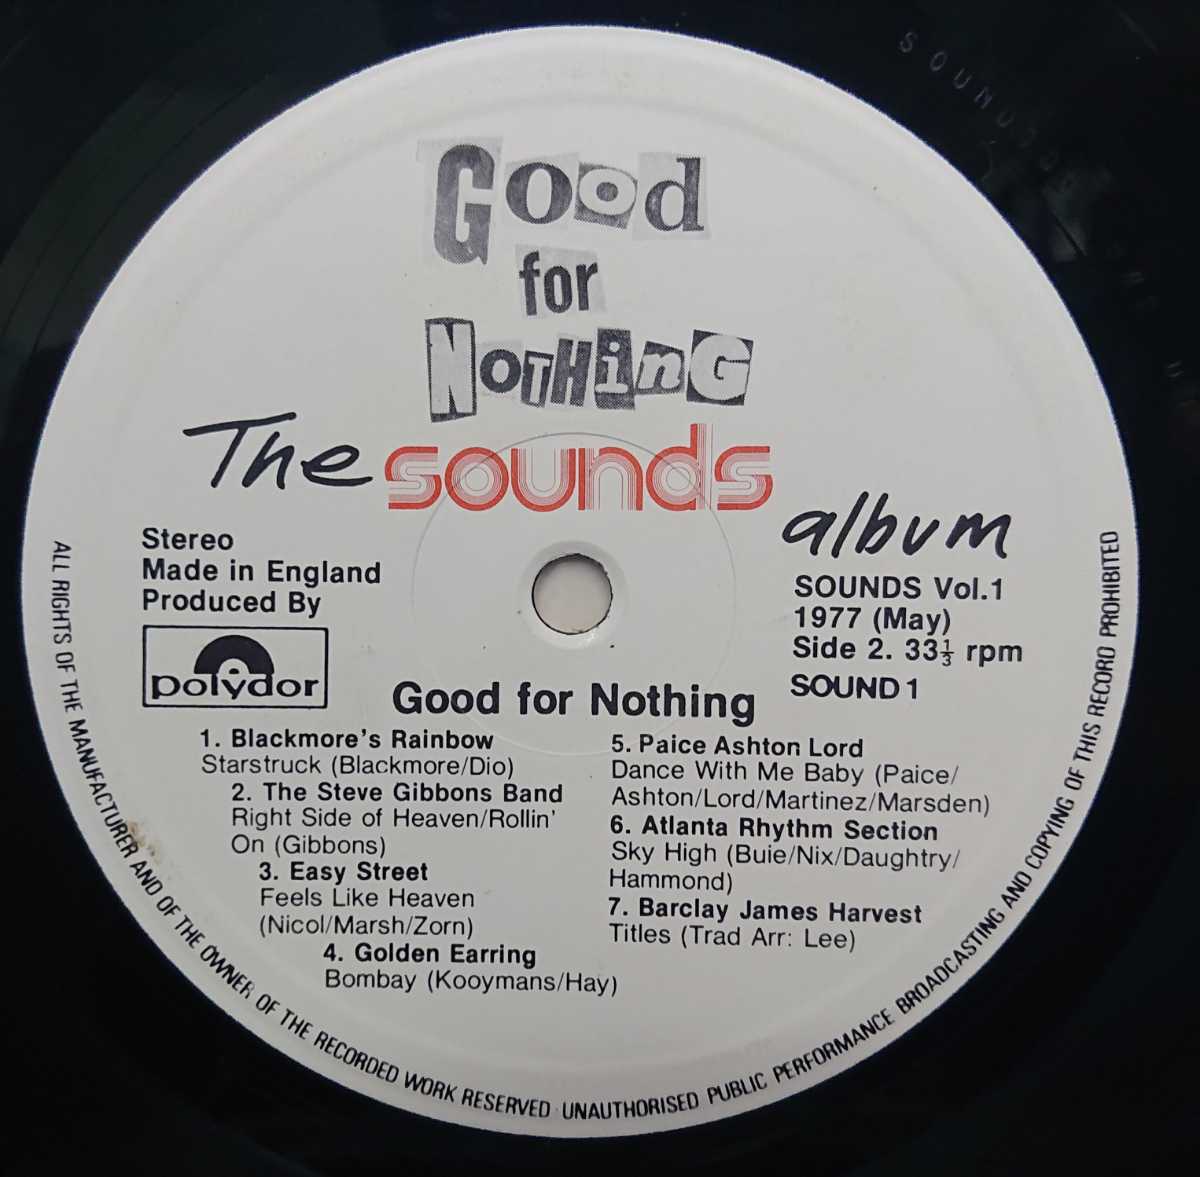 Good
for
NOTHinG
The sounds album
Stereo
Made in England
Produced By
polydor
SOUNDS Vol.1
1977 (May)
Side 2. 33⅓ rpm
SOUND 1
Good for Nothing
1. Blackmore's Rainbow
Starstruck (Blackmore/Dio)
2. The Steve Gibbons Band
Right Side of Heaven/Rollin'
On (Gibbons)
3. Easy Street
Feels Like Heaven
(Nicol/Marsh/Zorn)
4. Golden Earring
Bombay (Kooymans/Hay)
5. Paice Ashton Lord
Dance With Me Baby (Paice/
Ashton/Lord/Martinez/Marsden)
6. Atlanta Rhythm Section
Sky High (Buie/Nix/Daughtry/
Hammond)
7. Barclay James Harvest
Titles (Trad Arr: Lee)
ALL RIGHTS OF THE MANUFACTURER AND OF THE OWNER OF THE RECORDED WORK RESERVED · UNAUTHORISED PUBLIC PERFORMANCE BROADCASTING AND COPYING OF THIS RECORD PROHIBITED